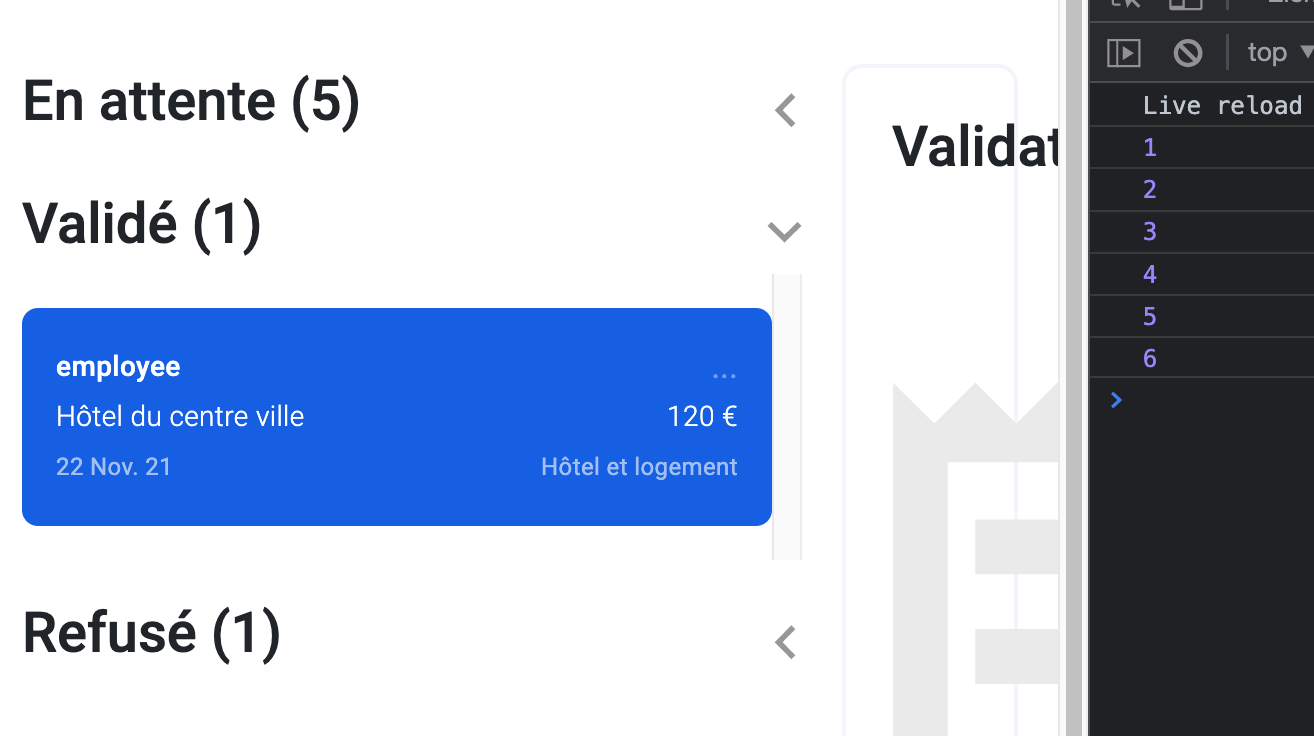 En attente (5)
Validé (1)
employee
...
Hôtel du centre ville
120 €
22 Nov. 21
Hôtel et logement
Refusé (1)
Validat
top
Live reload
1
2
3
4
5
6